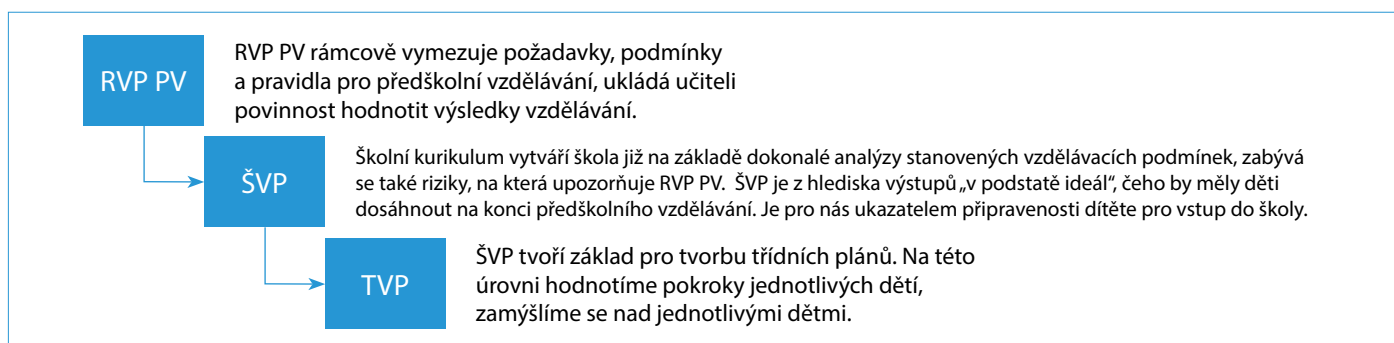 RVP PV
RVP PV rámcově vymezuje požadavky, podmínky
a pravidla pro předškolní vzdělávání, ukládá učiteli
povinnost hodnotit výsledky vzdělávání.
ŠVP
Školní kurikulum vytváří škola již na základě dokonalé analýzy stanovených vzdělávacích podmínek, zabývá
se také riziky, na která upozorňuje RVP PV. ŠVP je z hlediska výstupů „v podstatě ideál“, čeho by měly děti
dosáhnout na konci předškolního vzdělávání. Je pro nás ukazatelem připravenosti dítěte pro vstup do školy.
TVP
ŠVP tvoří základ pro tvorbu třídních plánů. Na této
úrovni hodnotíme pokroky jednotlivých dětí,
zamýšlíme se nad jednotlivými dětmi.